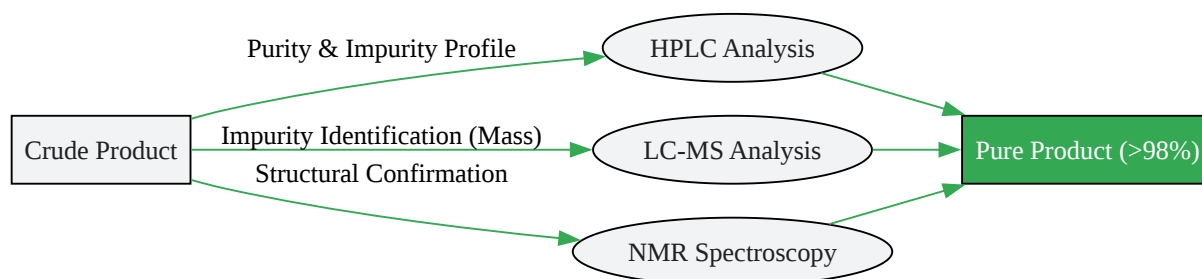 Purity & Impurity Profile
HPLC Analysis
Crude Product
Impurity Identification (Mass)
LC-MS Analysis
Pure Product (>98%)
Structural Confirmation
NMR Spectroscopy